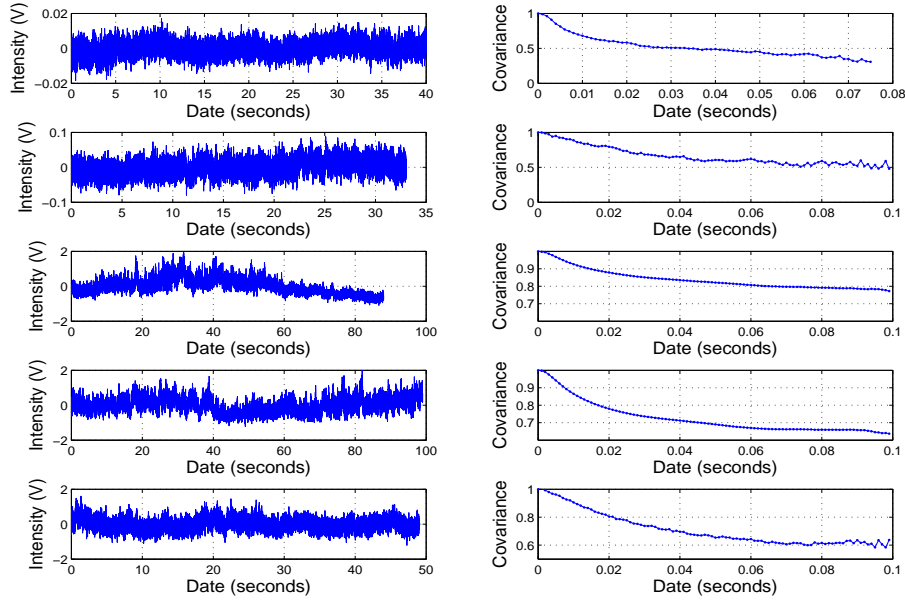 0.02
0
−0.02
Intensity (V)
0 5 10 15 20 25 30 35 40
Date (seconds)
1
0.5
0
Covariance
0 0.01 0.02 0.03 0.04 0.05 0.06 0.07 0.08
Date (seconds)
0.1
0
−0.1
Intensity (V)
0 5 10 15 20 25 30 35
Date (seconds)
1
0.5
0
Covariance
0 0.02 0.04 0.06 0.08 0.1
Date (seconds)
2
0
−2
Intensity (V)
0 20 40 60 80 100
Date (seconds)
0.9
0.8
0.7
Covariance
0 0.02 0.04 0.06 0.08 0.1
Date (seconds)
2
0
−2
Intensity (V)
0 20 40 60 80 100
Date (seconds)
0.9
0.8
0.7
Covariance
0 0.02 0.04 0.06 0.08 0.1
Date (seconds)
2
0
−2
Intensity (V)
0 10 20 30 40 50
Date (seconds)
1
0.8
0.6
Covariance
0 0.02 0.04 0.06 0.08 0.1
Date (seconds)